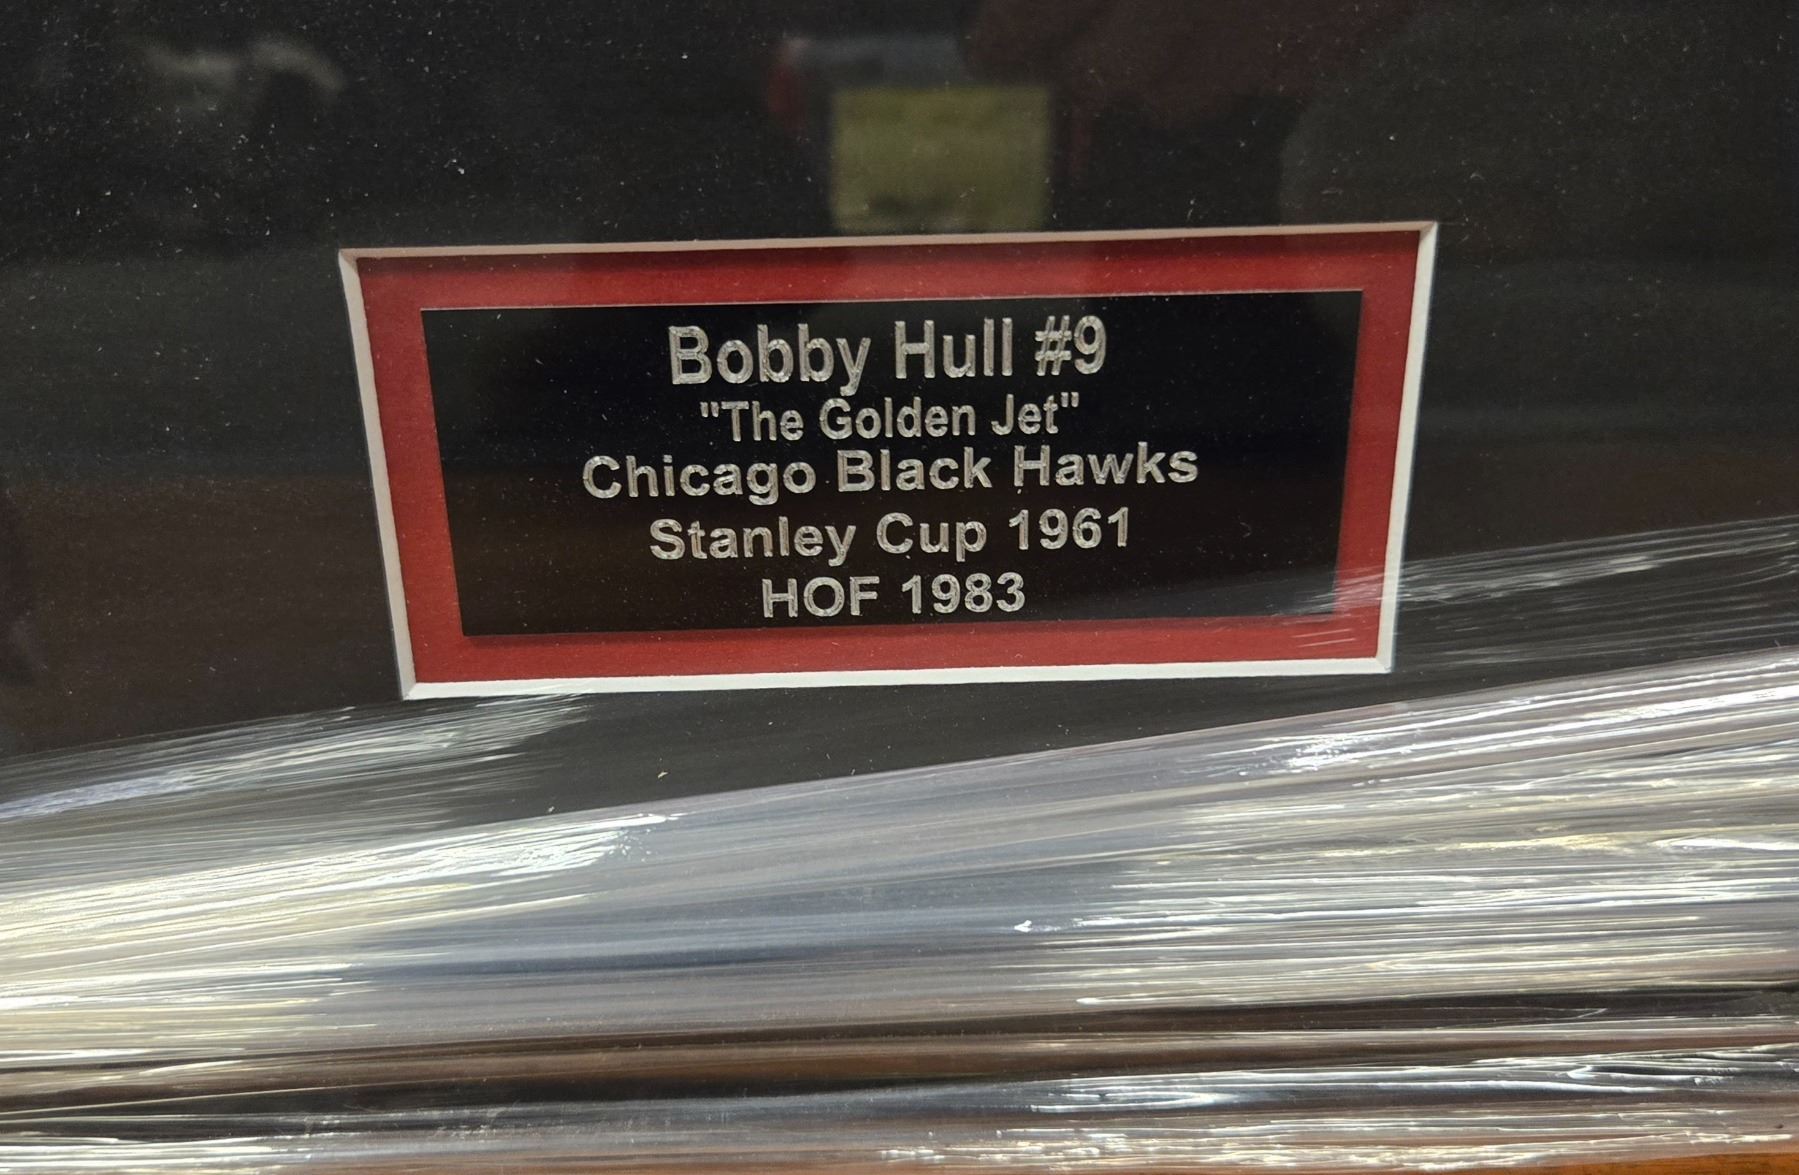 Bobby Hull #9
"The Golden Jet"
Chicago Black Hawks
Stanley Cup 1961
HOF 1983